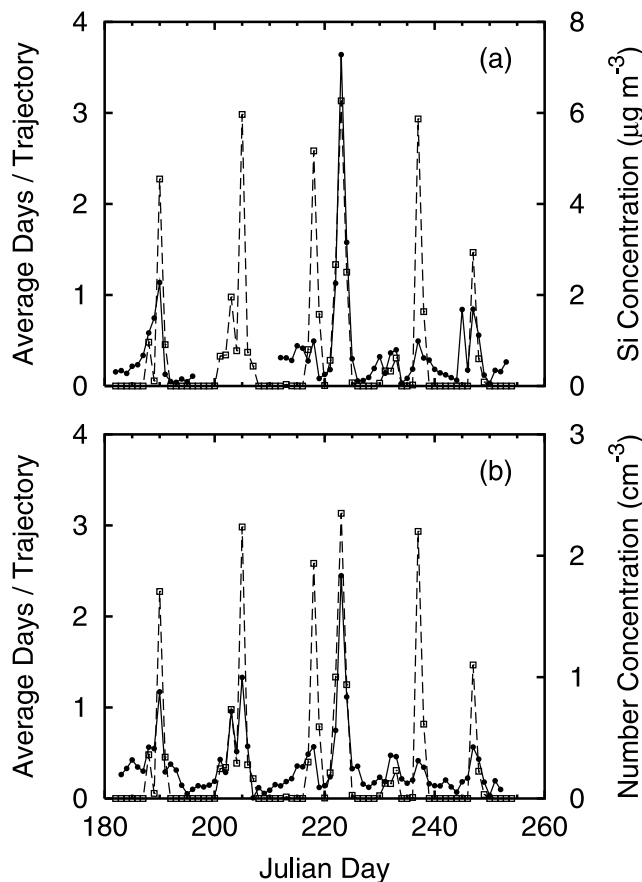 4
3
2
1
0
Average Days / Trajectory
(a)
8
6
4
2
0
Si Concentration (µg m⁻³)
4
3
2
1
0
Average Days / Trajectory
(b)
3
2
1
0
Number Concentration (cm⁻³)
180 200 220 240 260
Julian Day